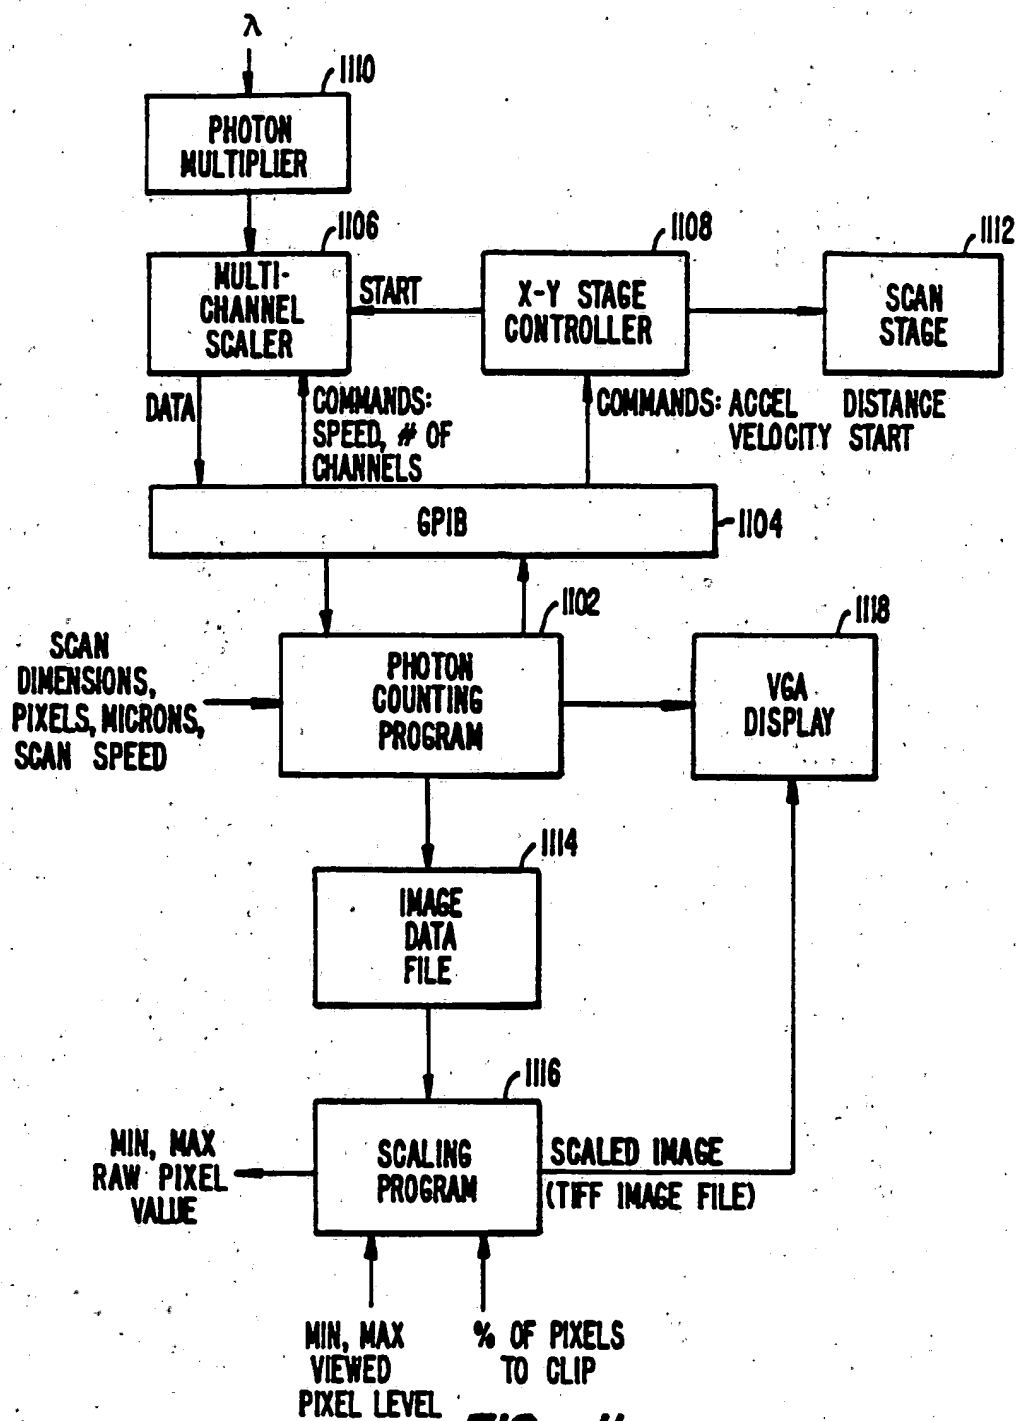 λ
1110
PHOTON
MULTIPLIER
1106
MULTI-
CHANNEL
SCALER
START
1108
X-Y STAGE
CONTROLLER
1112
SCAN
STAGE
DATA
COMMANDS:
SPEED, # OF
CHANNELS
COMMANDS: ACCEL DISTANCE
VELOCITY START
GPIB
1104
1102
PHOTON
COUNTING
PROGRAM
SCAN
DIMENSIONS,
PIXELS, MICRONS,
SCAN SPEED
1118
VGA
DISPLAY
1114
IMAGE
DATA
FILE
1116
SCALING
PROGRAM
MIN, MAX
RAW PIXEL
VALUE
SCALED IMAGE
(TIFF IMAGE FILE)
MIN, MAX
VIEWED
PIXEL LEVEL
% OF PIXELS
TO CLIP